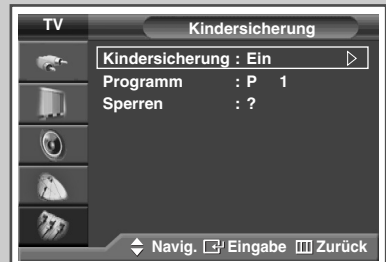 TV
Kindersicherung
Kindersicherung : Ein
Programm : P 1
Sperren : ?
Navig. Eingabe Zurück